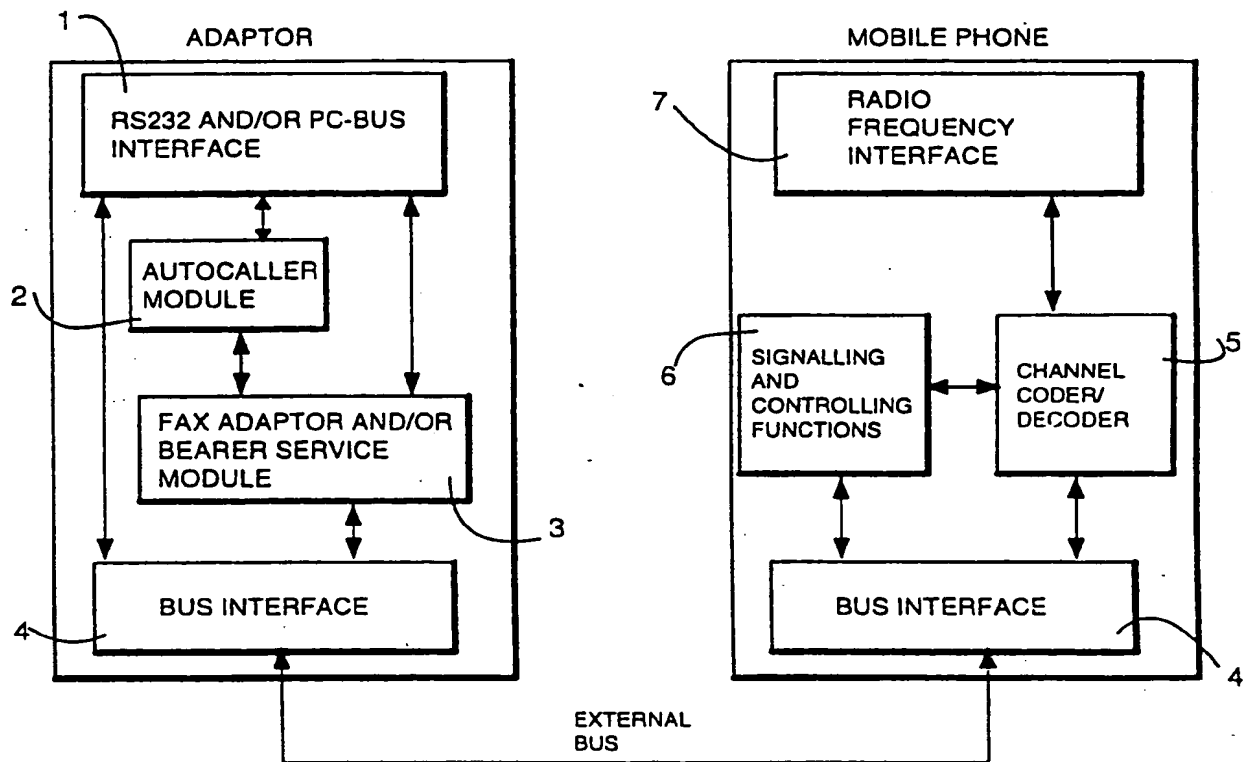 ADAPTOR
1
RS232 AND/OR PC-BUS
INTERFACE
AUTOCALLER
MODULE
2
FAX ADAPTOR AND/OR
BEARER SERVICE
MODULE
3
BUS INTERFACE
4
MOBILE PHONE
RADIO
FREQUENCY
INTERFACE
7
6
SIGNALLING
AND
CONTROLLING
FUNCTIONS
CHANNEL
CODER/
DECODER
5
BUS INTERFACE
4
EXTERNAL
BUS